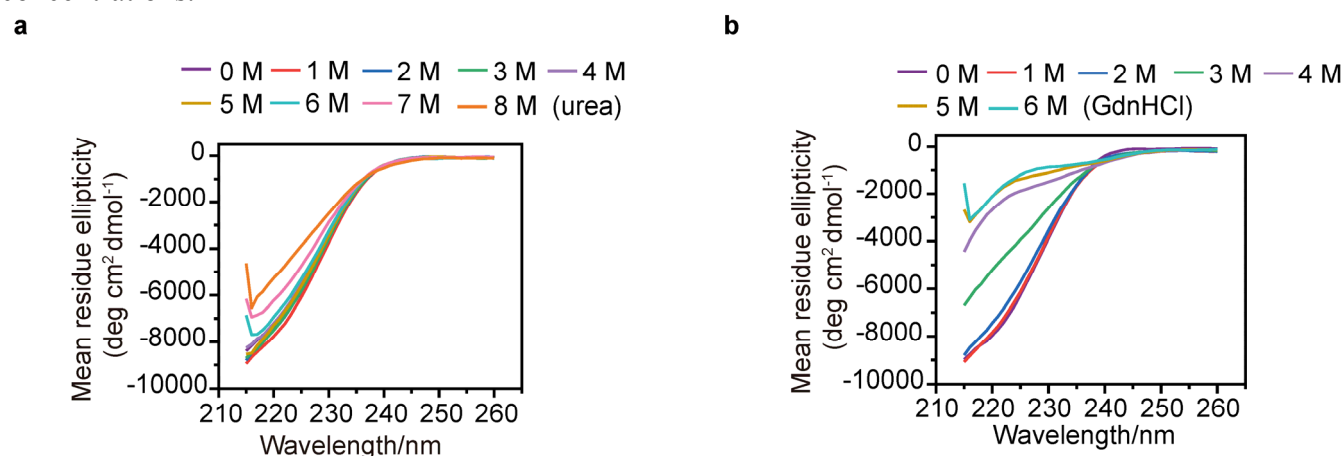 a
0 M 1 M 2 M 3 M 4 M
5 M 6 M 7 M 8 M (urea)
0
-2000
-4000
-6000
-8000
-10000
Mean residue ellipticity
(deg cm² dmol⁻¹)
210 220 230 240 250 260
Wavelength/nm
b
0 M 1 M 2 M 3 M 4 M
5 M 6 M (GdnHCl)
0
-2000
-4000
-6000
-8000
-10000
Mean residue ellipticity
(deg cm² dmol⁻¹)
210 220 230 240 250 260
Wavelength/nm